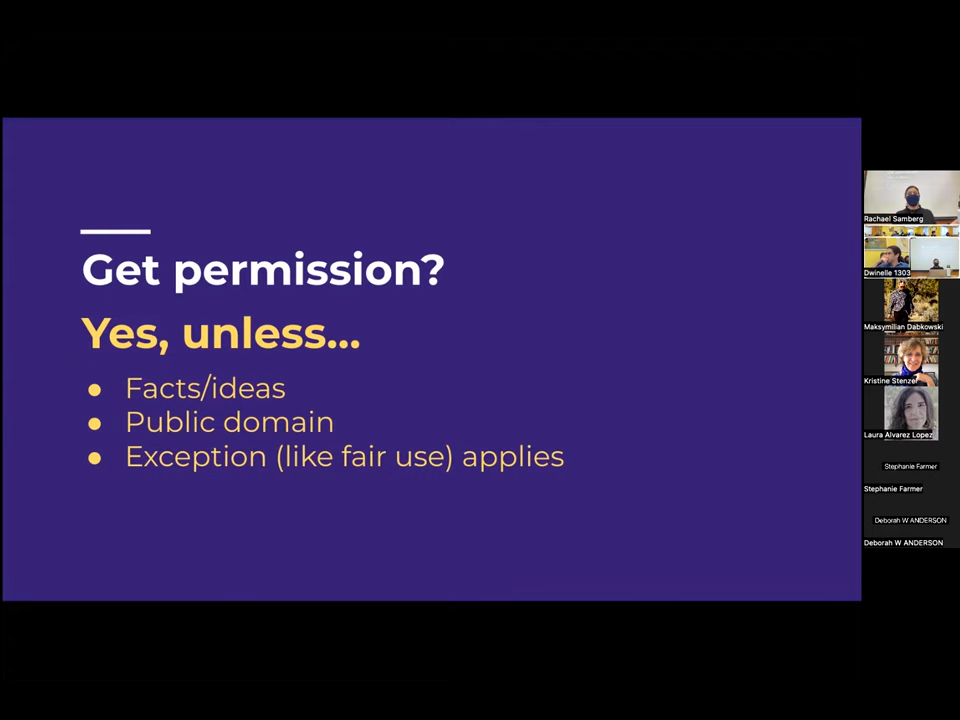 Get permission?
Yes, unless...
● Facts/ideas
● Public domain
● Exception (like fair use) applies
Rachael Samberg
Dwinelle 1303
Maksymilian Dabkowski
Kristine Stenzel
Laura Alvarez Lopez
Stephanie Farmer
Stephanie Farmer
Deborah W ANDERSON
Deborah W ANDERSON